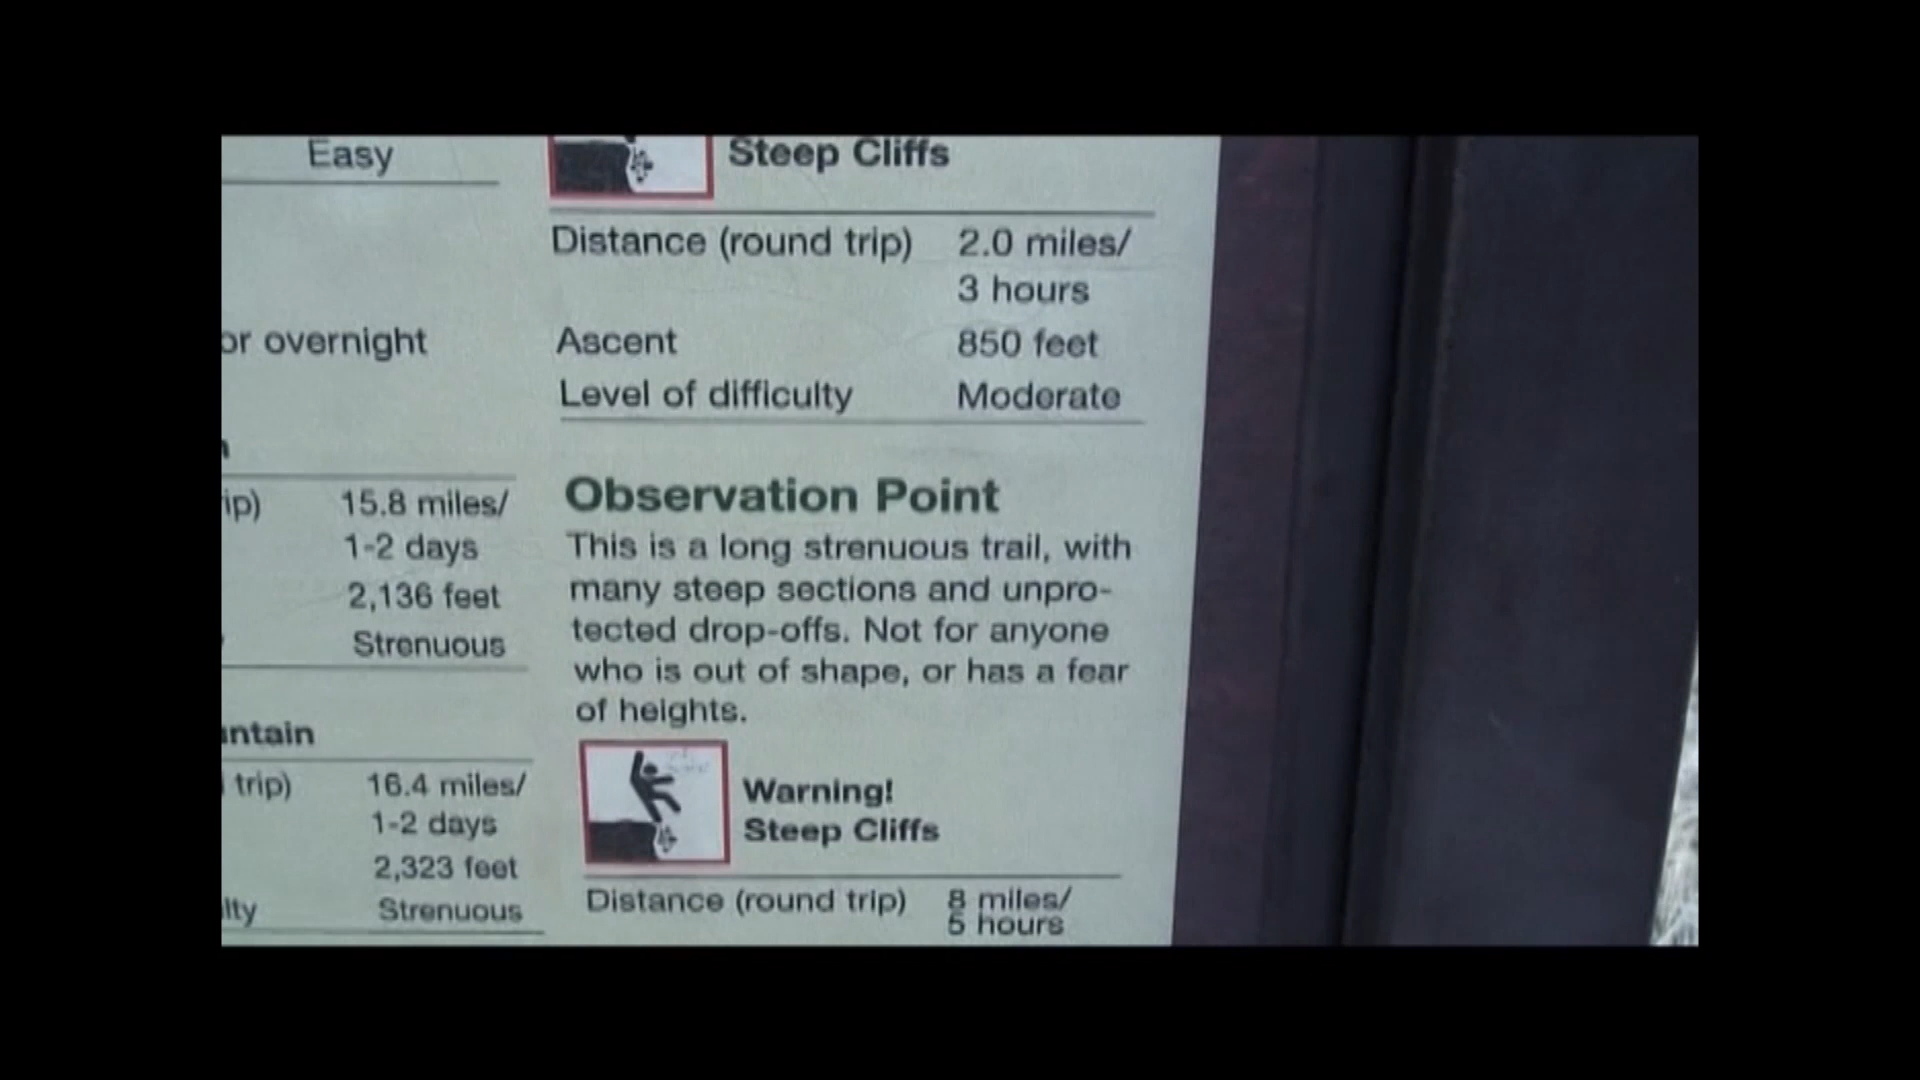 Easy
or overnight
ip)
15.8 miles/
1-2 days
2,136 feet
Strenuous
untain
trip)
16.4 miles/
1-2 days
2,323 feet
lty
Strenuous
Steep Cliffs
Distance (round trip) 2.0 miles/
3 hours
Ascent 850 feet
Level of difficulty Moderate
Observation Point
This is a long strenuous trail, with
many steep sections and unpro-
tected drop-offs. Not for anyone
who is out of shape, or has a fear
of heights.
Warning!
Steep Cliffs
Distance (round trip) 8 miles/
5 hours